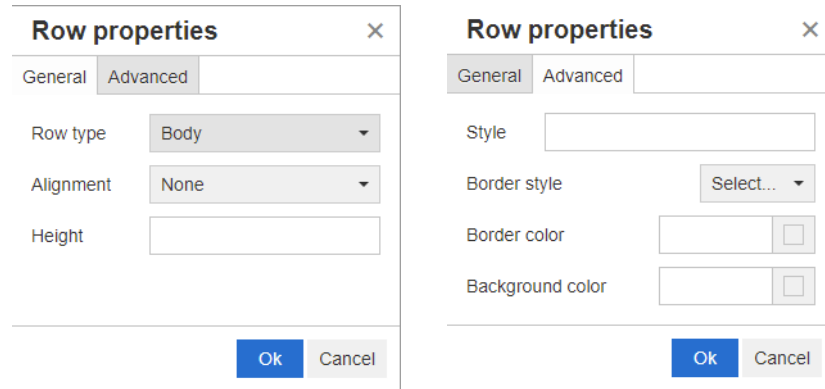 Row properties ×
General Advanced
Row type Body
Alignment None
Height
Ok Cancel
Row properties ×
General Advanced
Style
Border style Select...
Border color
Background color
Ok Cancel